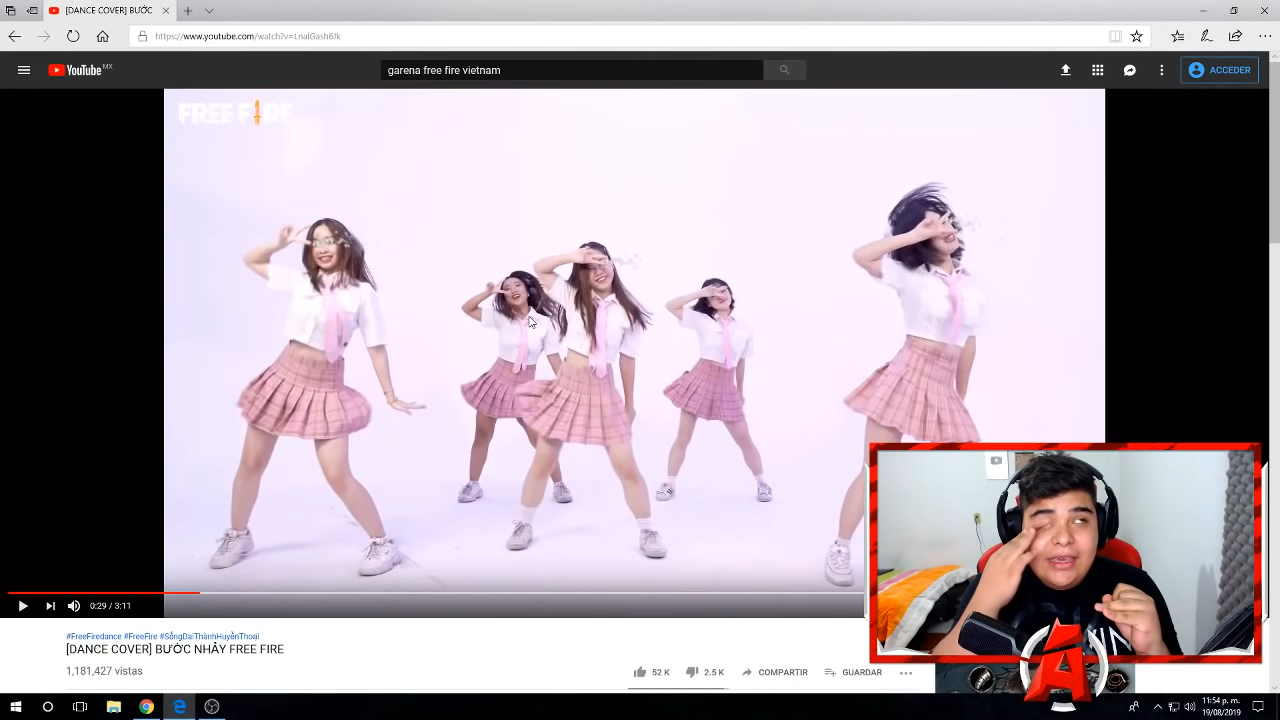 [DANCE COVER] BƯỚC
https://www.youtube.com/watch?v=LnalGash6Jk
YouTube MX
garena free fire vietnam
ACCEDER
FREE FIRE
0:29 / 3:11
#FreeFiredance #FreeFire #SốngDaiThànhHuyềnThoại
[DANCE COVER] BƯỚC NHẢY FREE FIRE
1,181,427 vistas
52 K
2.5 K
COMPARTIR
GUARDAR
11:54 p. m.
19/08/2019